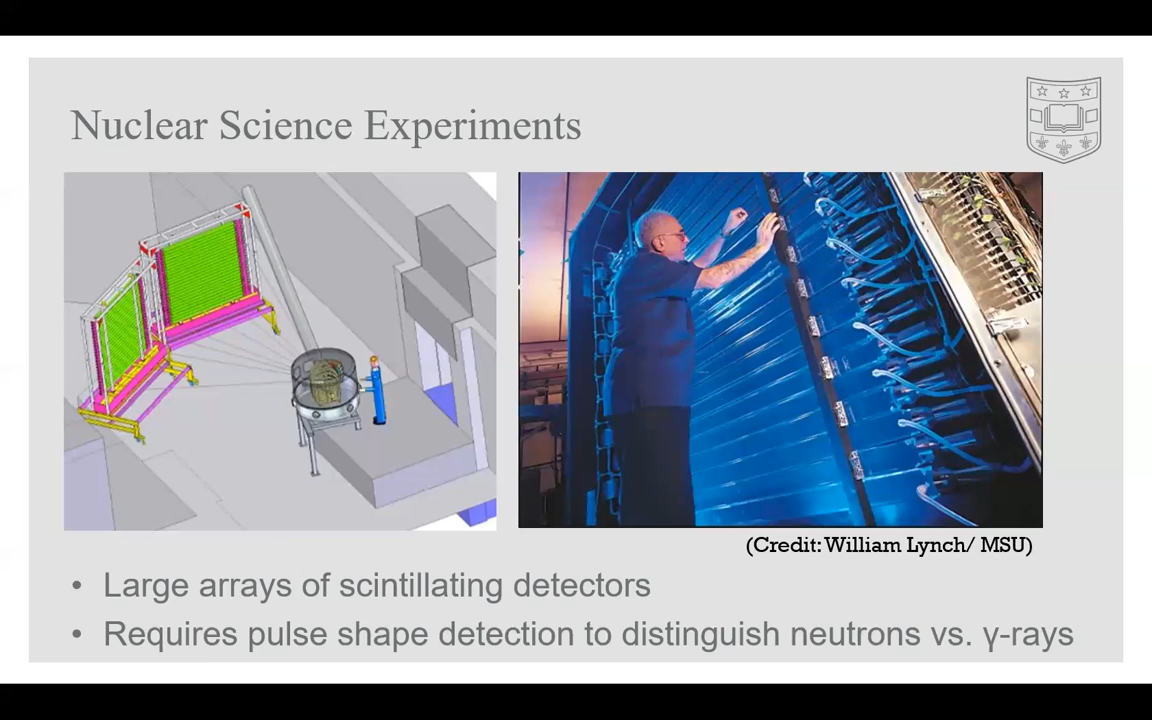 Nuclear Science Experiments
(Credit: William Lynch/ MSU)
• Large arrays of scintillating detectors
• Requires pulse shape detection to distinguish neutrons vs. γ-rays